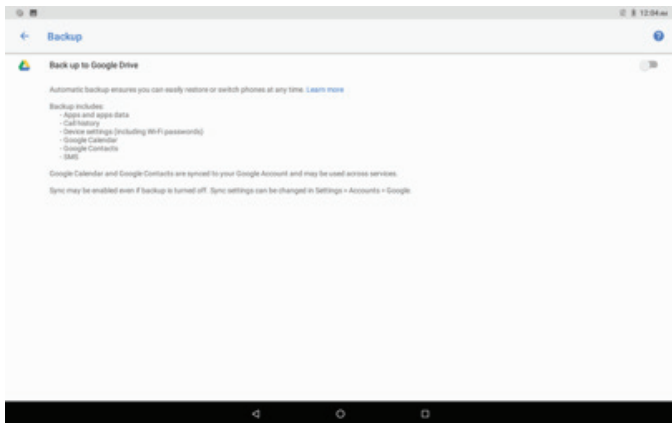 12:04 AM
Backup
Back up to Google Drive
Automatic backup ensures you can easily restore or switch phones at any time. Learn more
Backup includes:
- Apps and apps data
- Call history
- Device settings (including Wi-Fi passwords)
- Google Calendar
- Google Contacts
- SMS
Google Calendar and Google Contacts are synced to your Google Account and may be used across services.
Sync may be enabled even if backup is turned off. Sync settings can be changed in Settings > Accounts > Google.